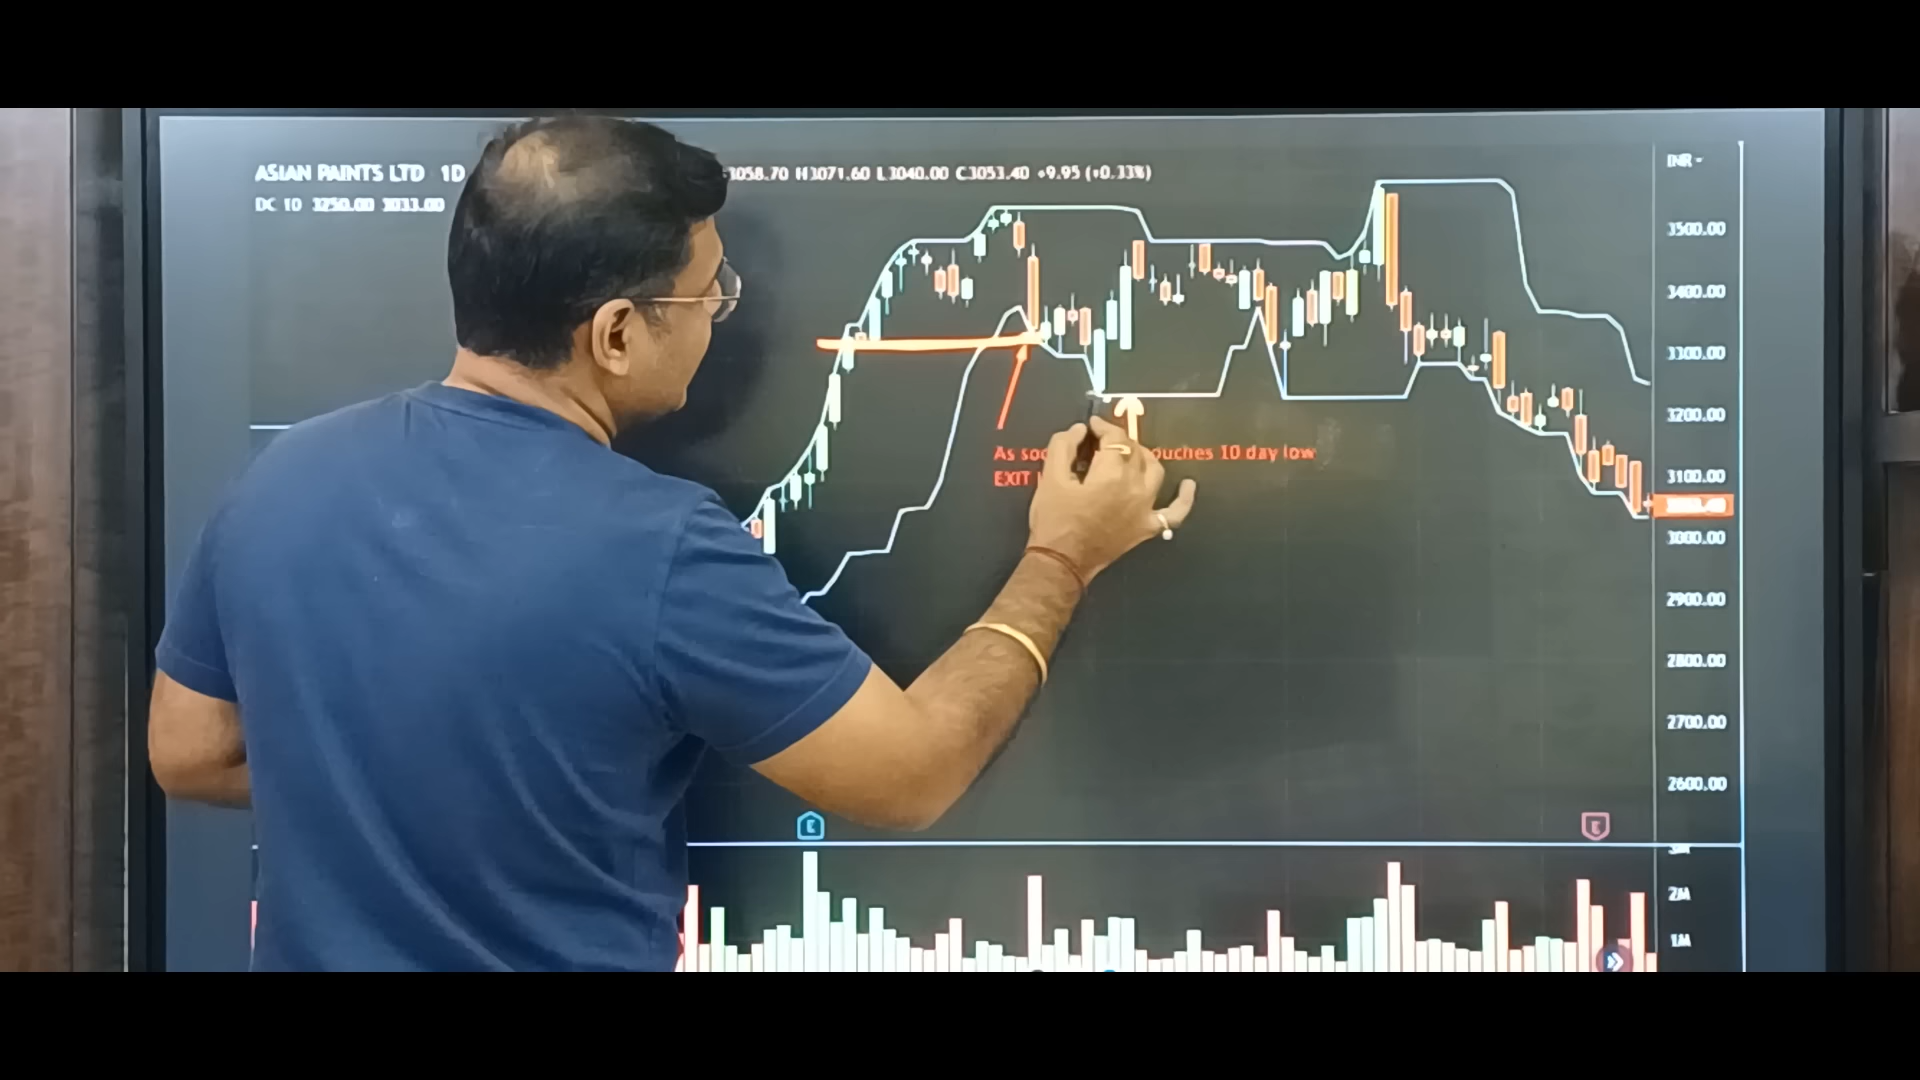 ASIAN PAINTS LTD 1D
3058.70 H3071.60 L3040.00 C3053.40 +9.95 (+0.33%)
DC 10 3250.00 3033.00
INR
3500.00
3400.00
3300.00
3200.00
3100.00
3000.00
2900.00
2800.00
2700.00
2600.00
As
ouches 10 day low
EXIT
E
E
3M
2M
1M